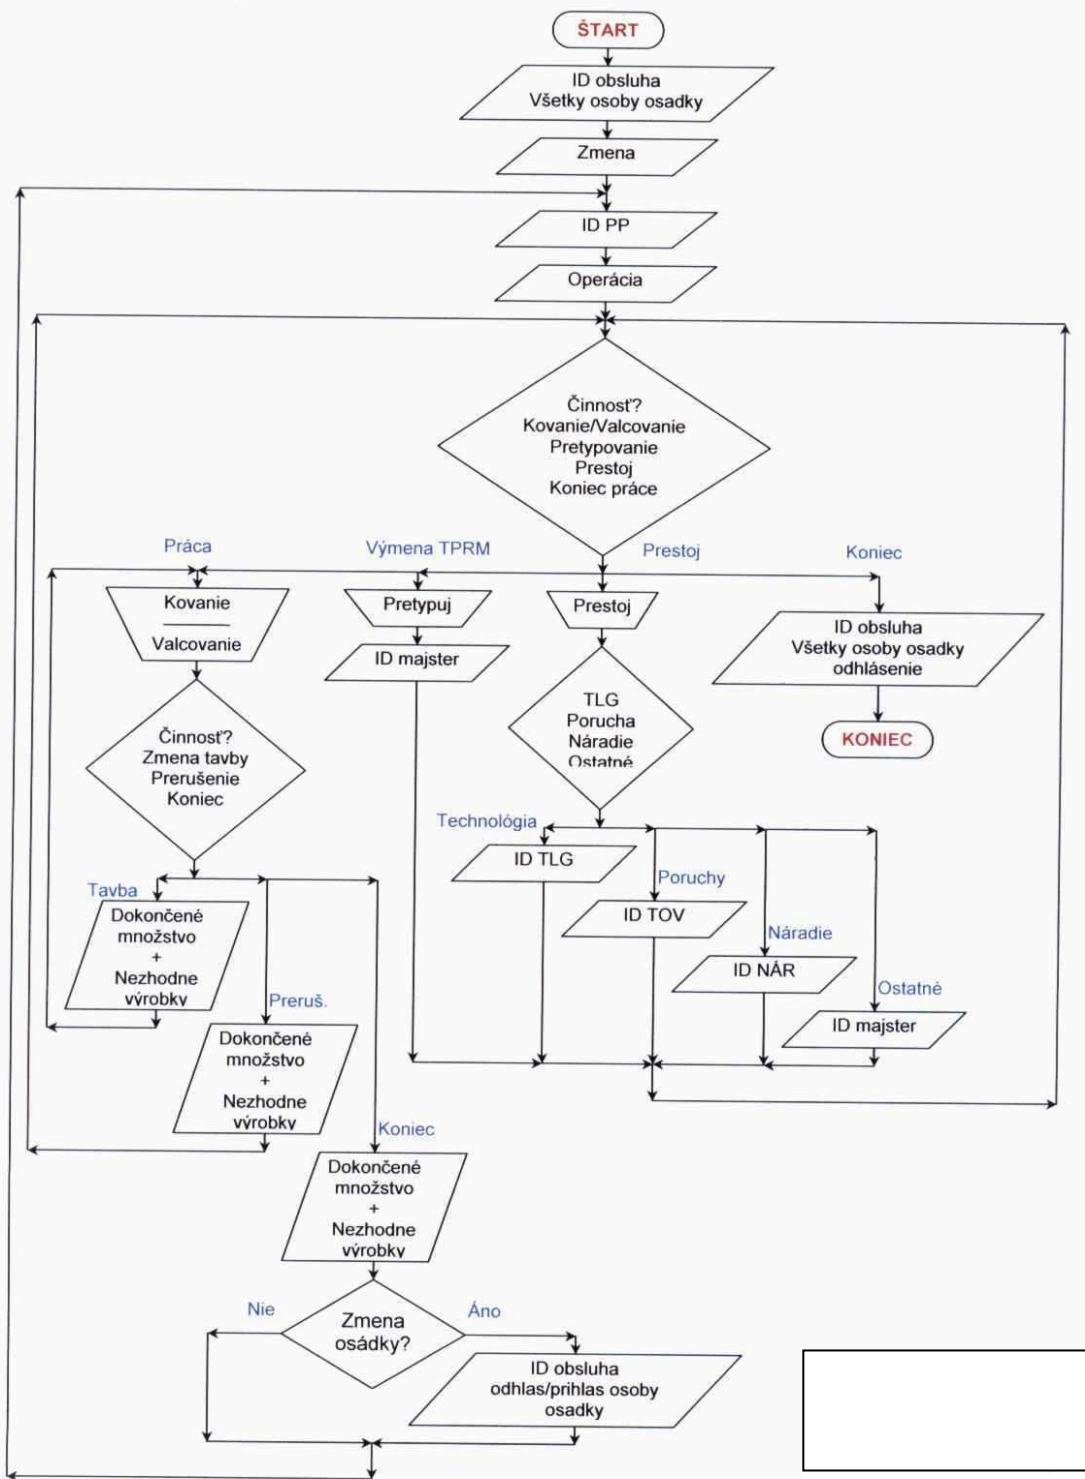 ŠTART
ID obsluha
Všetky osoby osadky
Zmena
ID PP
Operácia
Činnosť?
Kovanie/Valcovanie
Pretypovanie
Prestoj
Koniec práce
Práca
Výmena TPRM
Prestoj
Koniec
Kovanie
Valcovanie
Pretypuj
ID majster
Prestoj
ID obsluha
Všetky osoby osadky
odhlásenie
KONIEC
TLG
Porucha
Náradie
Ostatné
Činnosť?
Zmena tavby
Prerušenie
Koniec
Technológia
ID TLG
Poruchy
ID TOV
Náradie
ID NÁR
Ostatné
ID majster
Tavba
Dokončené
množstvo
+
Nezhodne
výrobky
Preruš.
Dokončené
množstvo
+
Nezhodne
výrobky
Koniec
Dokončené
množstvo
+
Nezhodne
výrobky
Nie
Zmena
osádky?
Áno
ID obsluha
odhlas/prihlas osoby
osadky